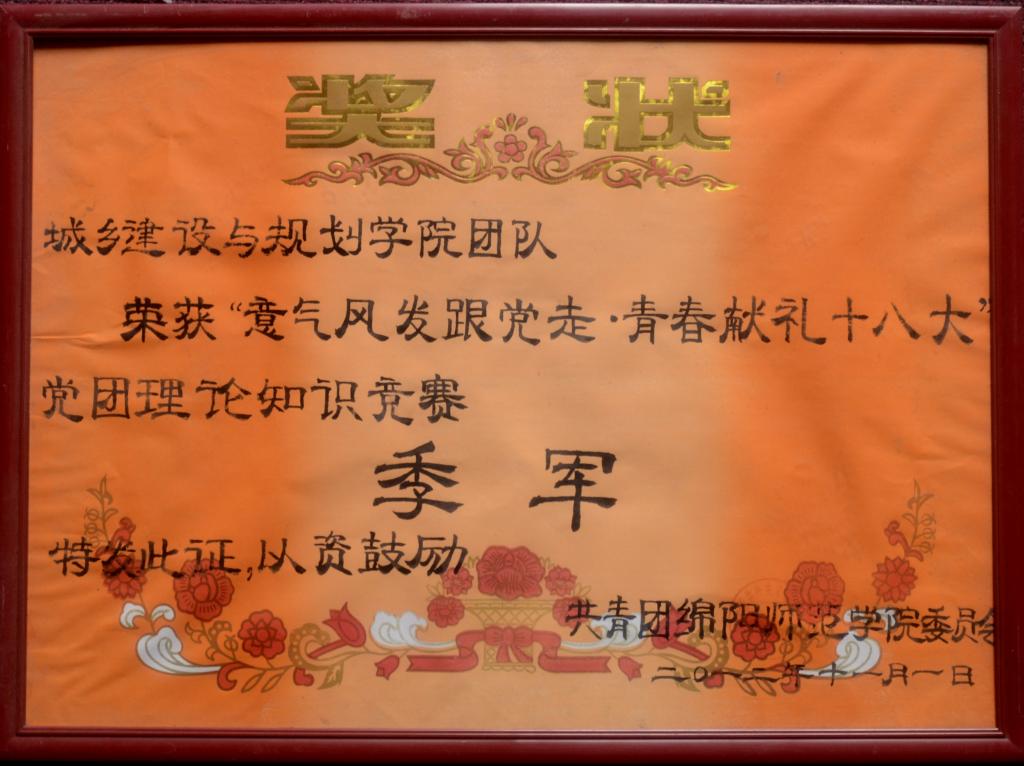 奖状
城乡建设与规划学院团队
荣获“意气风发跟党走·青春献礼十八大”
党团理论知识竞赛
季军
特发此证,以资鼓励
共青团绵阳师范学院委员会
二〇一二年十一月一日